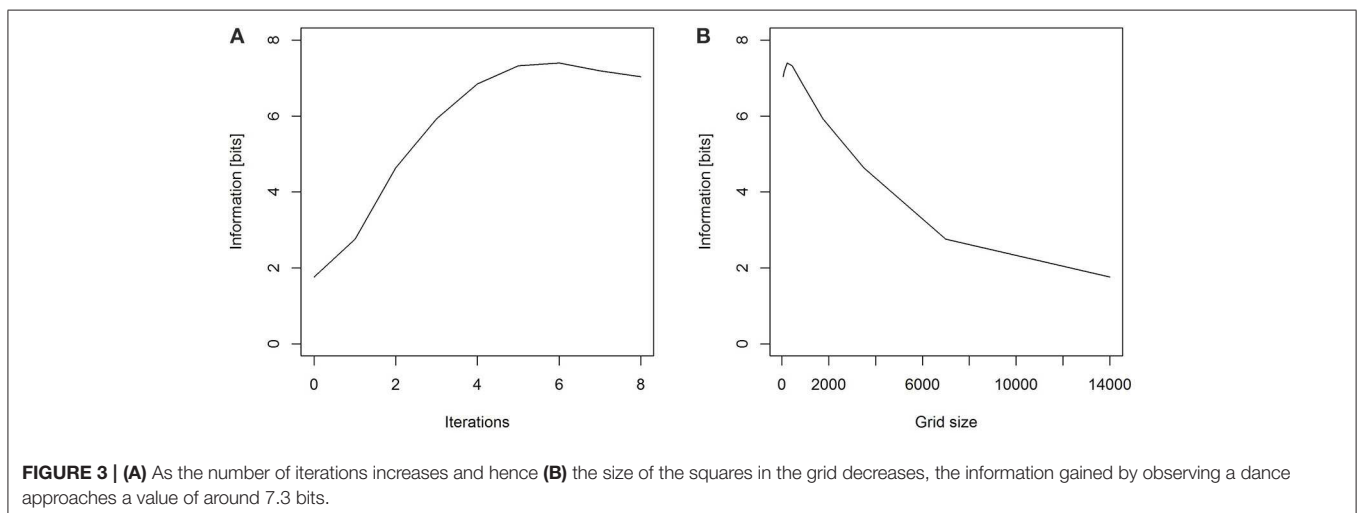 A
8
6
4
2
0
Information [bits]
0 2 4 6 8
Iterations
B
8
6
4
2
0
Information [bits]
0 2000 6000 10000 14000
Grid size
FIGURE 3 | (A) As the number of iterations increases and hence (B) the size of the squares in the grid decreases, the information gained by observing a dance
approaches a value of around 7.3 bits.